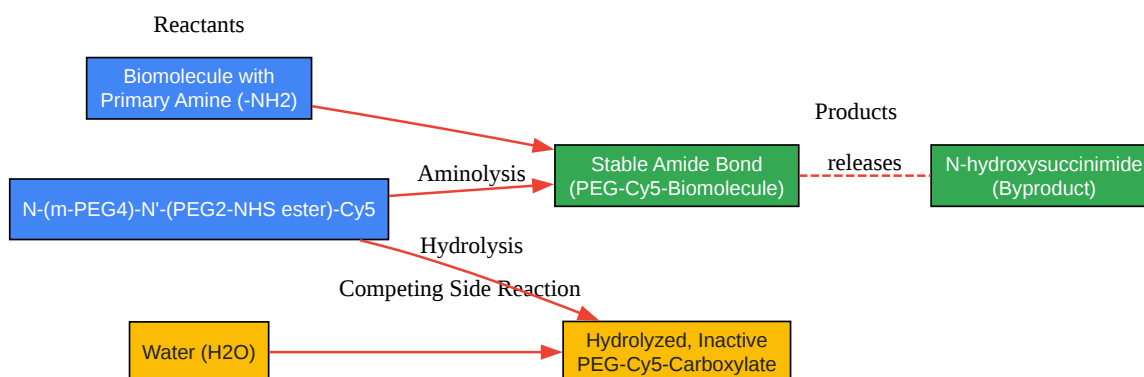 Reactants
Biomolecule with
Primary Amine (-NH2)
Products
Aminolysis
Stable Amide Bond
(PEG-Cy5-Biomolecule)
releases
N-hydroxysuccinimide
(Byproduct)
N-(m-PEG4)-N'-(PEG2-NHS ester)-Cy5
Hydrolysis
Competing Side Reaction
Water (H2O)
Hydrolyzed, Inactive
PEG-Cy5-Carboxylate